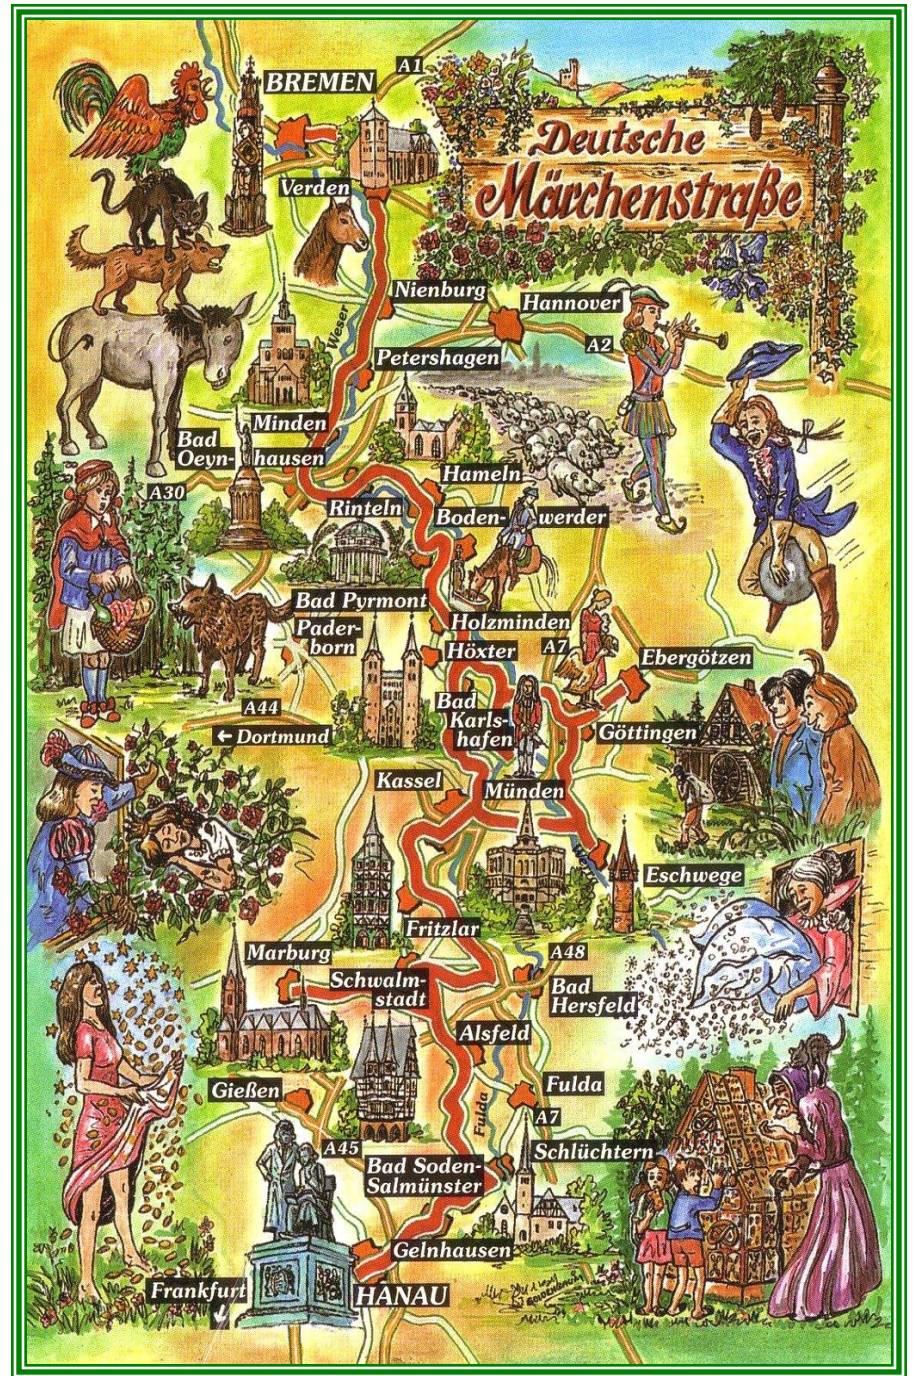 BREMEN
A1
Deutsche
Märchenstraße
Verden
Nienburg
Hannover
Weser
A2
Petershagen
Minden
Bad
Oeyn-
hausen
Hameln
A30
Rinteln
Boden-
werder
Bad Pyrmont
Holzminden
Pader-
born
A7
Höxter
Ebergötzen
Bad
Karls-
hafen
A44
← Dortmund
Göttingen
Kassel
Münden
Eschwege
Fritzlar
Marburg
A48
Schwalm-
stadt
Bad
Hersfeld
Alsfeld
Gießen
Fulda
Fulda
A7
A45
Schlüchtern
Bad Soden-
Salmünster
Gelnhausen
Frankfurt
HANAU